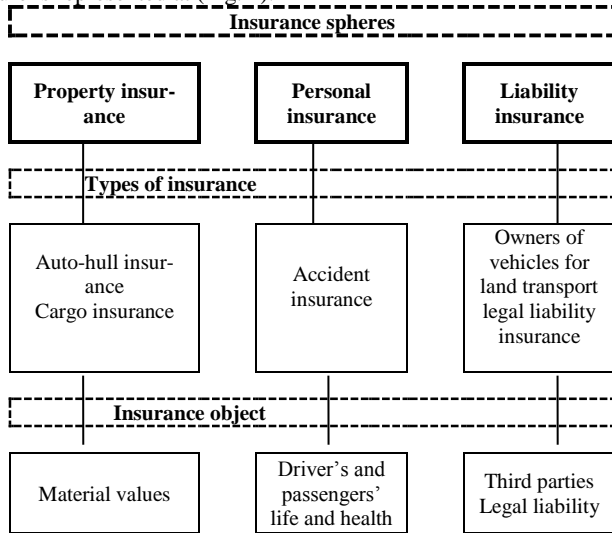 Insurance spheres
Property insur-
ance
Personal
insurance
Liability
insurance
Types of insurance
Auto-hull insur-
ance
Cargo insurance
Accident
insurance
Owners of
vehicles for
land transport
legal liability
insurance
Insurance object
Material values
Driver's and
passengers'
life and health
Third parties
Legal liability